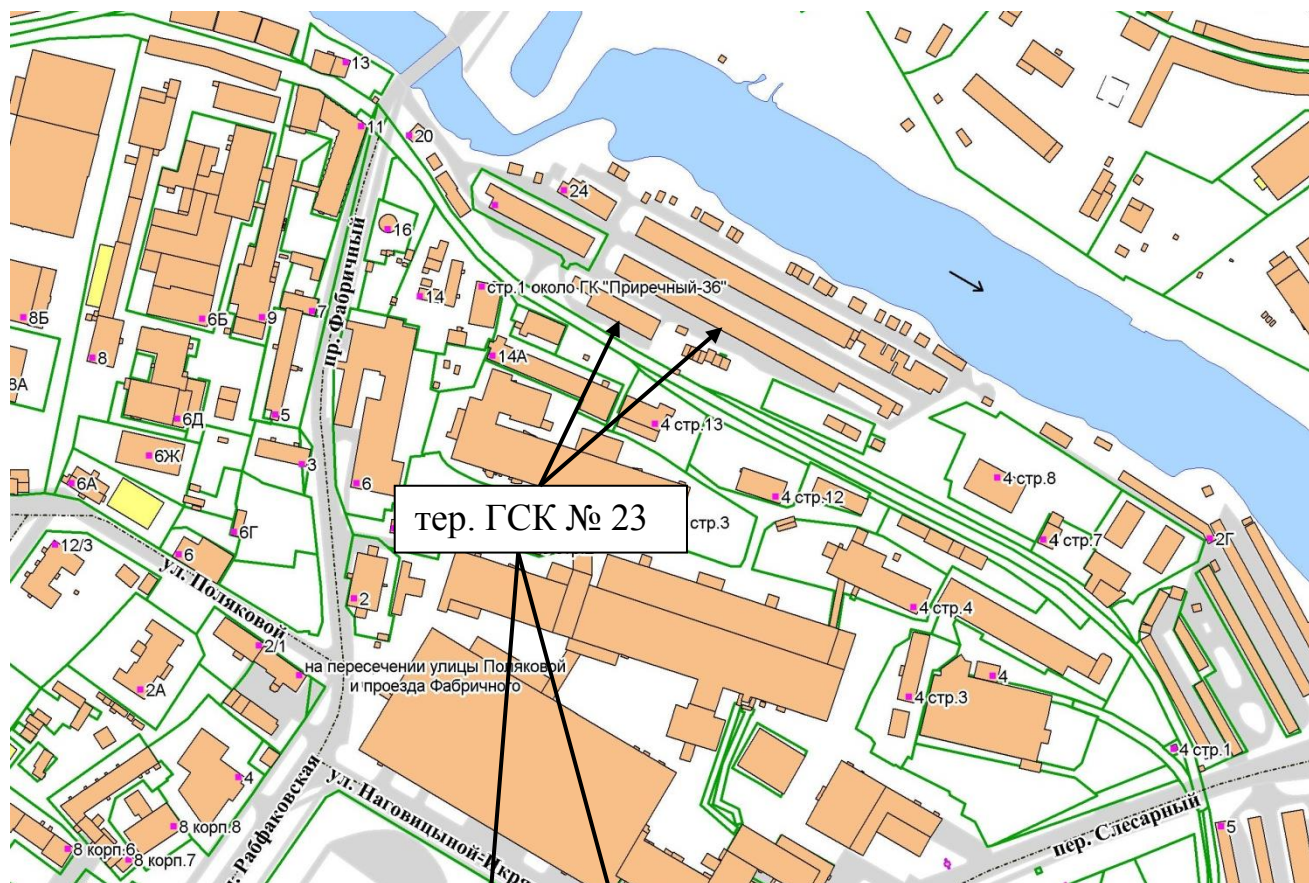 13
11
20
24
16
14
стр.1 около ГК "Приречный-36"
пр. Фабричный
8Б
6Б
9
7
8
14А
8А
5
6Д
4 стр.13
6Ж
3
6А
6
4 стр.8
4 стр.12
тер. ГСК № 23
стр.3
6Г
4 стр.7
2Г
12/3
6
ул. Поляковой
2
4 стр.4
2/1
на пересечении улицы Поляковой
и проезда Фабричного
2А
4
4 стр.3
4 стр.1
4
ул. Наговицыной-Икря
Рабфаковская
пер. Слесарный
5
8 корп.8
8 корп.6
8 корп.7